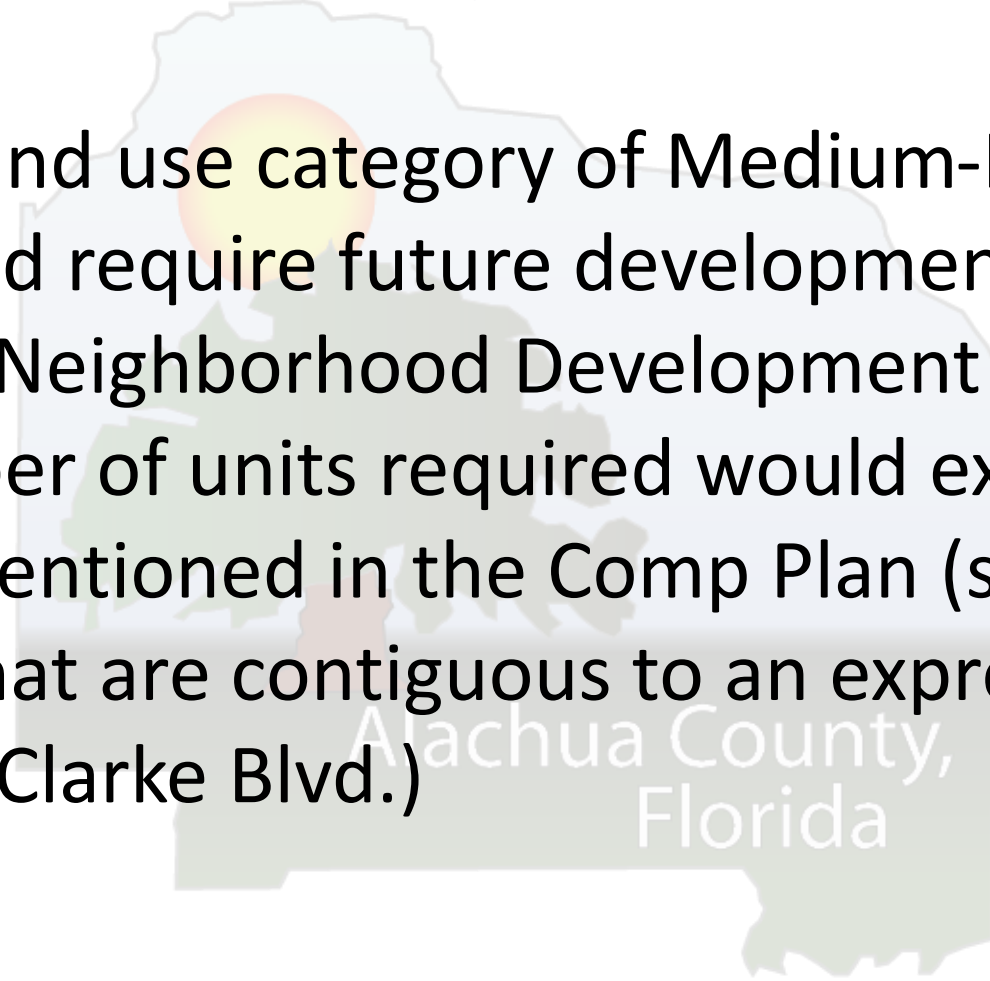 nd use category of Medium-
d require future developmen
Neighborhood Development
er of units required would ex
entioned in the Comp Plan (s
at are contiguous to an expr
Clarke Blvd.)
Alachua County,
Florida